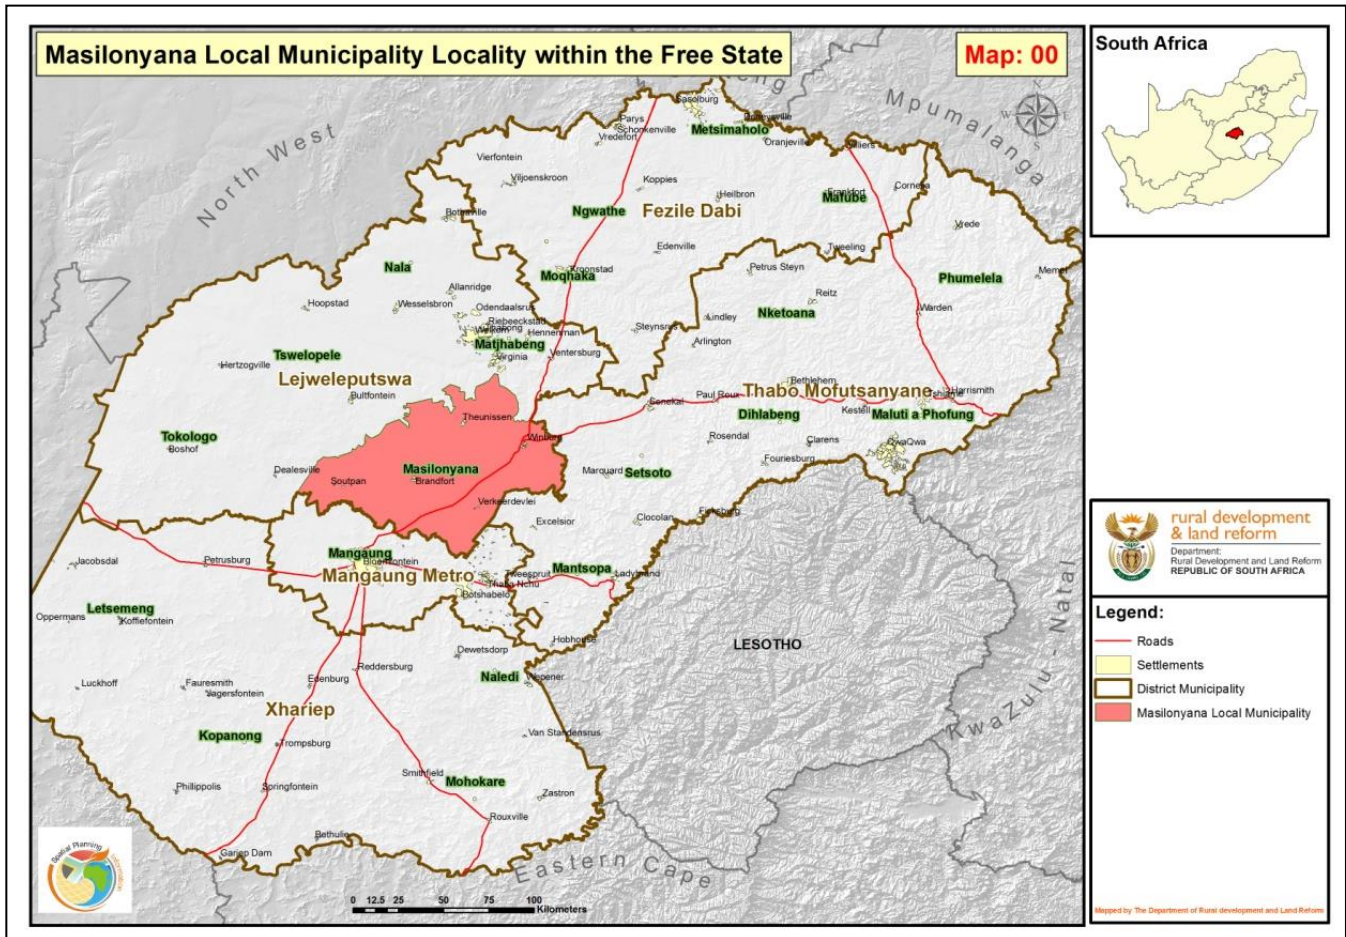 Masilonyana Local Municipality Locality within the Free State
Map: 00
South Africa
North West
Mpumalanga
Sasolburg
Parys
Schonkenville
Vredefort
Metsimaholo
Oranjeville
Villiers
Vierfontein
Viljoenskroon
Koppies
Heilbron
Frankfort
Cornelia
Mafube
Ngwathe
Fezile Dabi
Bothaville
Vrede
Edenville
Tweeling
Nala
Moqhaka
Kroonstad
Petrus Steyn
Phumelela
Memel
Allanridge
Hoopstad
Wesselsbron
Odendaalsrus
Reitz
Nketoana
Warden
Riebeeckstad
Thabong
Welkom
Hennenman
Lindley
Steynsrus
Matjhabeng
Arlington
Virginia
Ventersburg
Tswelopele
Hertzogville
Lejweleputswa
Bultfontein
Bethlehem
Thabo Mofutsanyane
Harrismith
Tshiame
Paul Roux
Senekal
Theunissen
Dihlabeng
Kestell
Maluti a Phofung
Tokologo
Boshof
Winburg
Rosendal
Clarens
QwaQwa
Fouriesburg
Masilonyana
Dealesville
Soutpan
Brandfort
Marquard
Setsoto
Verkeerdevlei
Excelsior
Clocolan
Ficksburg
Jacobsdal
Petrusburg
Mangaung
Bloemfontein
Mangaung Metro
Mantsopa
Tweespruit
Ladybrand
Thaba Nchu
Botshabelo
Letsemeng
Oppermans
Koffiefontein
Hobhouse
LESOTHO
Dewetsdorp
Reddersburg
Naledi
Wepener
Luckhoff
Fauresmith
Jagersfontein
Edenburg
Xhariep
Kopanong
Trompsburg
Van Standensrus
KwaZulu - Natal
Smithfield
Mohokare
Phillippolis
Springfontein
Zastron
Rouxville
Bethulie
Gariep Dam
Eastern Cape
0 12.5 25 50 75 100
Kilometers
Spatial Planning
Information
rural development
& land reform
Department:
Rural Development and Land Reform
REPUBLIC OF SOUTH AFRICA
Legend:
Roads
Settlements
District Municipality
Masilonyana Local Municipality
Mapped by The Department of Rural development and Land Reform